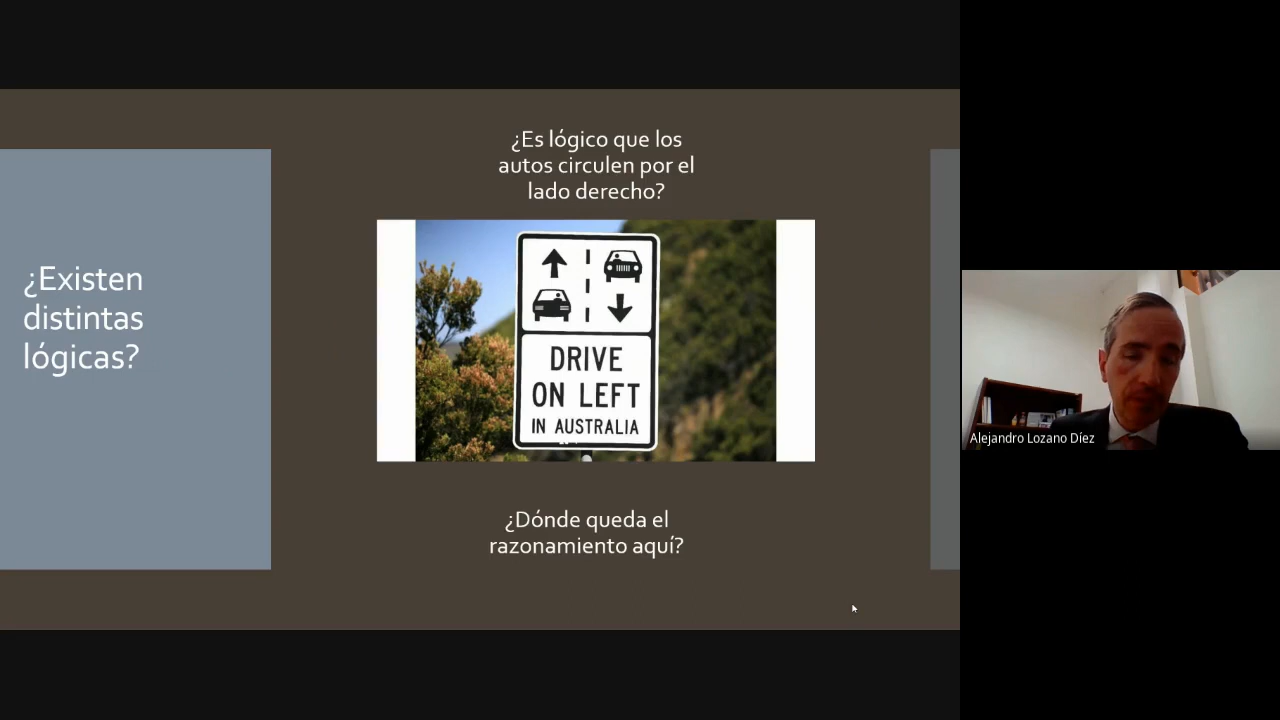 ¿Existen
distintas
lógicas?
¿Es lógico que los
autos circulen por el
lado derecho?
DRIVE
ON LEFT
IN AUSTRALIA
¿Dónde queda el
razonamiento aquí?
Alejandro Lozano Díez